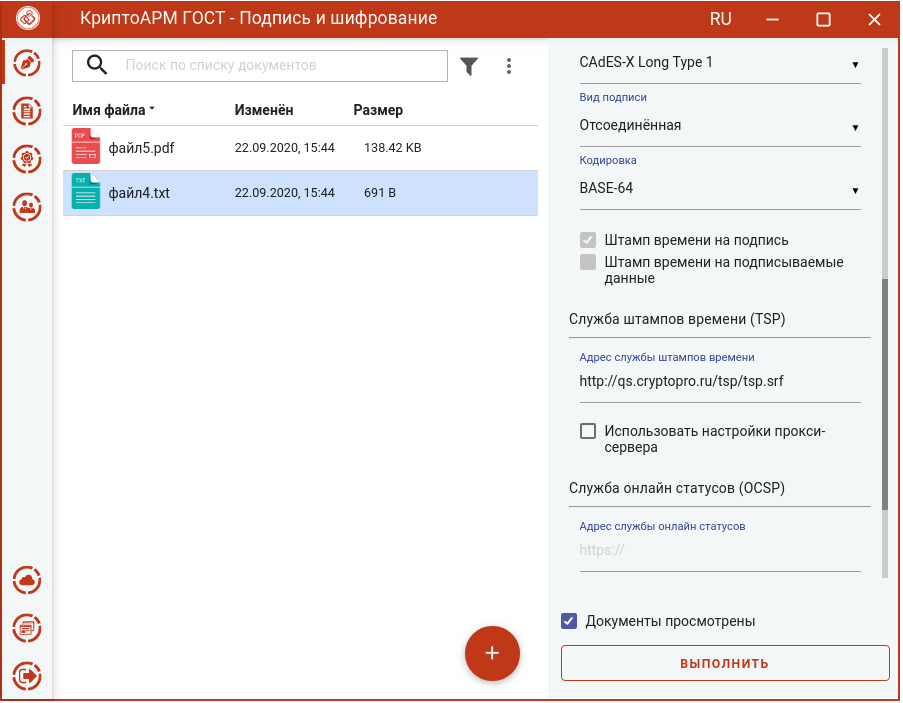 КриптоАРМ ГОСТ - Подпись и шифрование
RU
Поиск по списку документов
Имя файла Изменён Размер
PDF
файл5.pdf 22.09.2020, 15:44 138.42 KB
TXT
файл4.txt 22.09.2020, 15:44 691 B
CAdES-X Long Type 1
Вид подписи
Отсоединённая
Кодировка
BASE-64
Штамп времени на подпись
Штамп времени на подписываемые
данные
Служба штампов времени (TSP)
Адрес службы штампов времени
http://qs.cryptopro.ru/tsp/tsp.srf
Использовать настройки прокси-
сервера
Служба онлайн статусов (OCSP)
Адрес службы онлайн статусов
https://
Документы просмотрены
ВЫПОЛНИТЬ